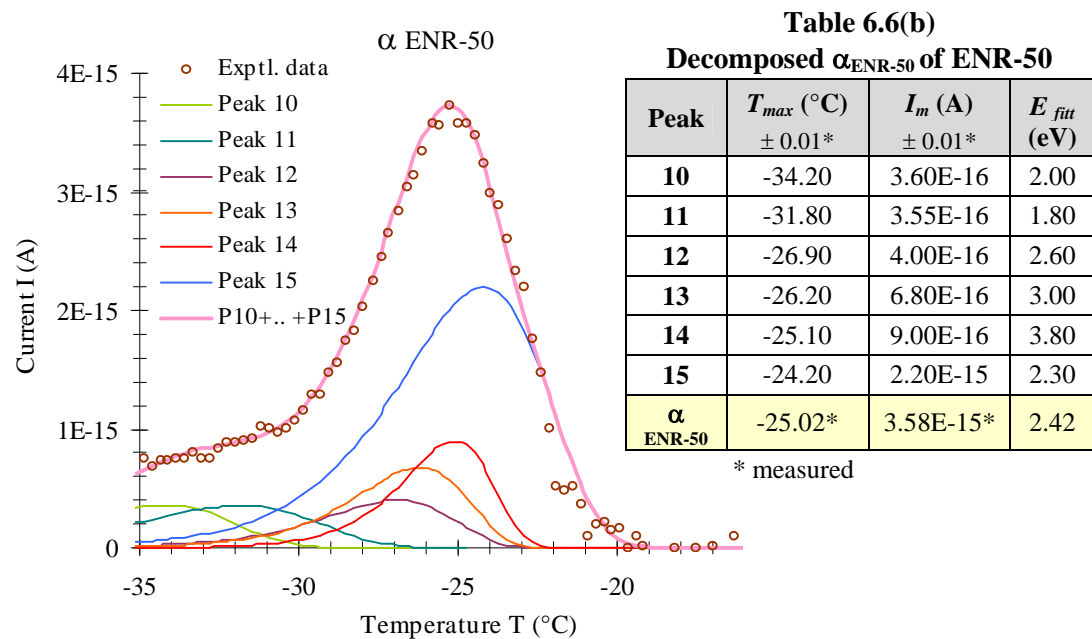 α ENR-50
4E-15
3E-15
2E-15
1E-15
0
Current I (A)
Exptl. data
Peak 10
Peak 11
Peak 12
Peak 13
Peak 14
Peak 15
P10+.. +P15
-35 -30 -25 -20
Temperature T (°C)
Table 6.6(b)
Decomposed αENR-50 of ENR-50
Peak Tmax (°C) ± 0.01* Im (A) ± 0.01* E fitt (eV)
10 -34.20 3.60E-16 2.00
11 -31.80 3.55E-16 1.80
12 -26.90 4.00E-16 2.60
13 -26.20 6.80E-16 3.00
14 -25.10 9.00E-16 3.80
15 -24.20 2.20E-15 2.30
α ENR-50 -25.02* 3.58E-15* 2.42
* measured